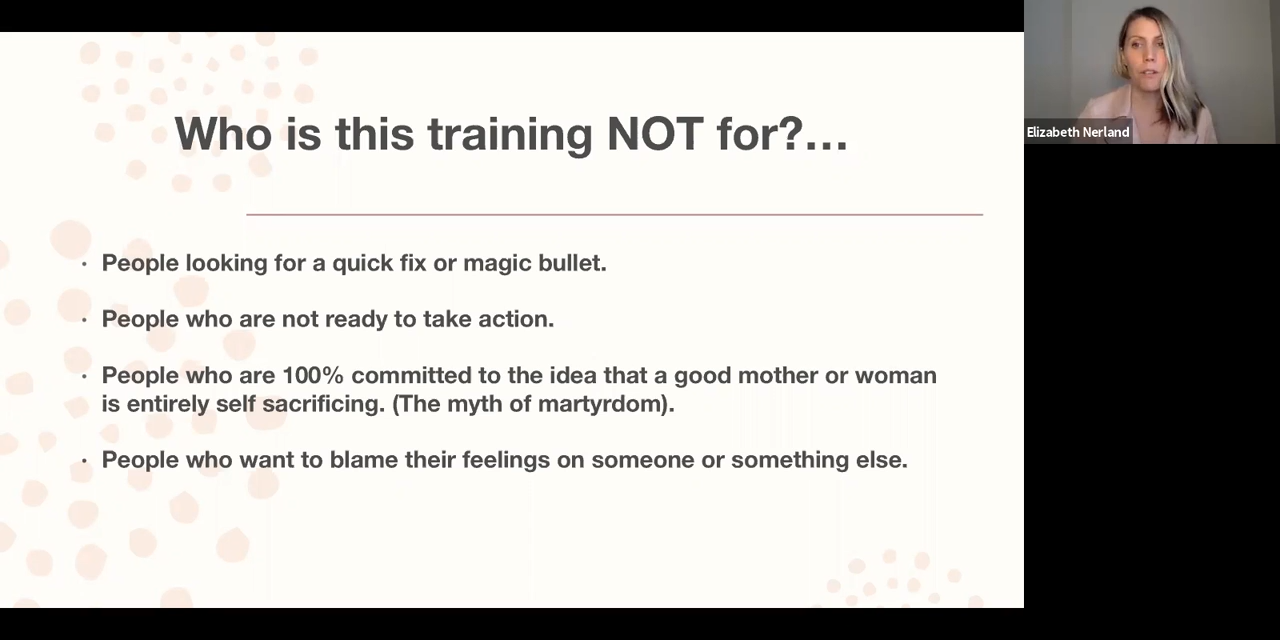 Who is this training NOT for?…
· People looking for a quick fix or magic bullet.
· People who are not ready to take action.
· People who are 100% committed to the idea that a good mother or woman
is entirely self sacrificing. (The myth of martyrdom).
· People who want to blame their feelings on someone or something else.
Elizabeth Nerland